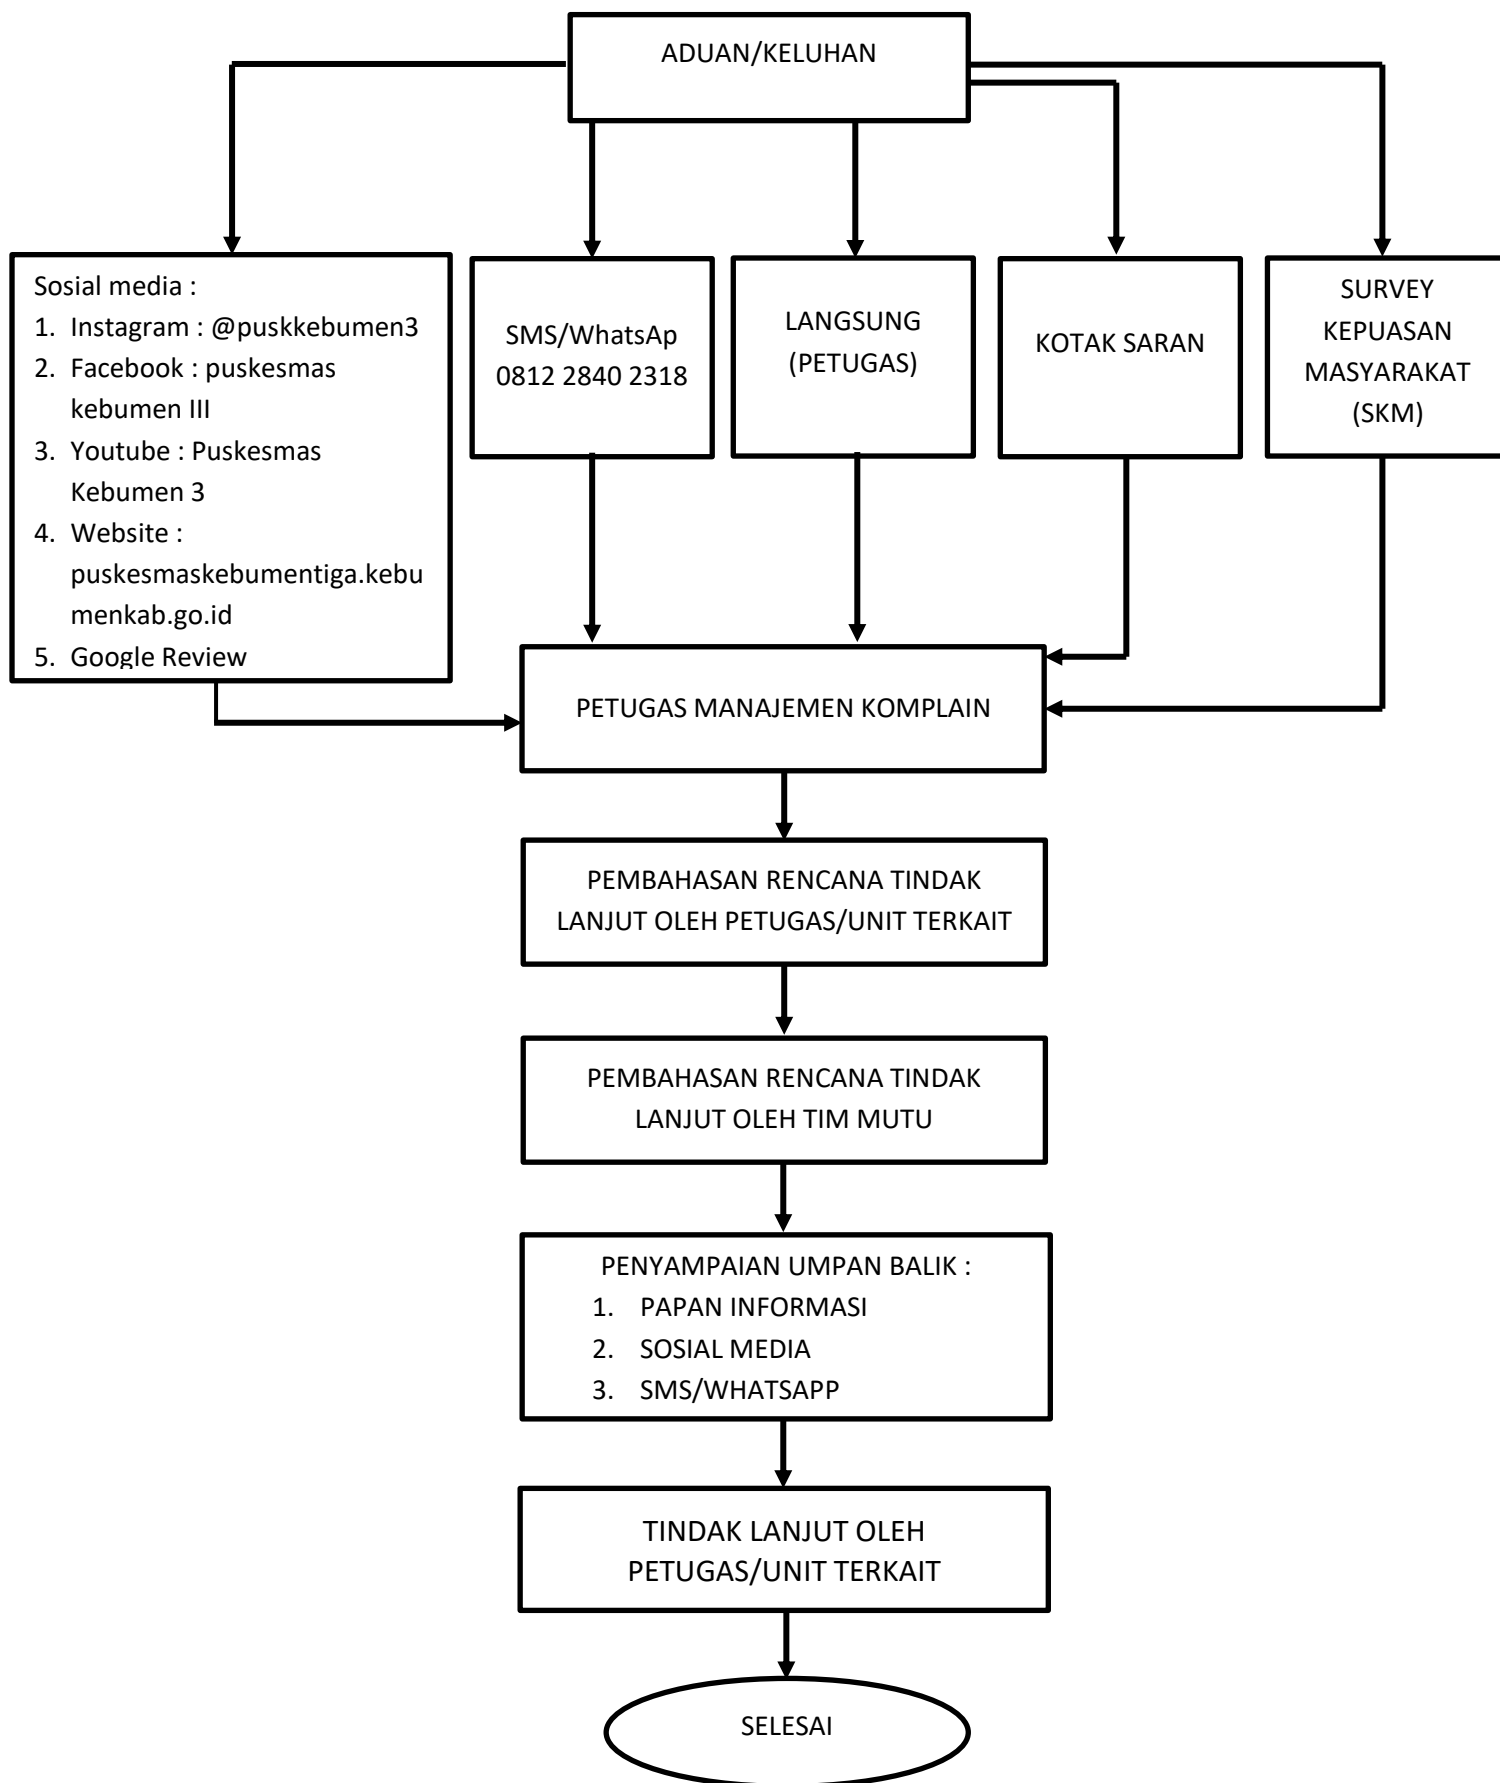 ADUAN/KELUHAN
Sosial media :
1. Instagram : @puskkebumen3
2. Facebook : puskesmas
kebumen III
3. Youtube : Puskesmas
Kebumen 3
4. Website :
puskesmaskebumentiga.kebu
menkab.go.id
5. Google Review
SMS/WhatsAp
0812 2840 2318
LANGSUNG
(PETUGAS)
KOTAK SARAN
SURVEY
KEPUASAN
MASYARAKAT
(SKM)
PETUGAS MANAJEMEN KOMPLAIN
PEMBAHASAN RENCANA TINDAK
LANJUT OLEH PETUGAS/UNIT TERKAIT
PEMBAHASAN RENCANA TINDAK
LANJUT OLEH TIM MUTU
PENYAMPAIAN UMPAN BALIK :
1. PAPAN INFORMASI
2. SOSIAL MEDIA
3. SMS/WHATSAPP
TINDAK LANJUT OLEH
PETUGAS/UNIT TERKAIT
SELESAI